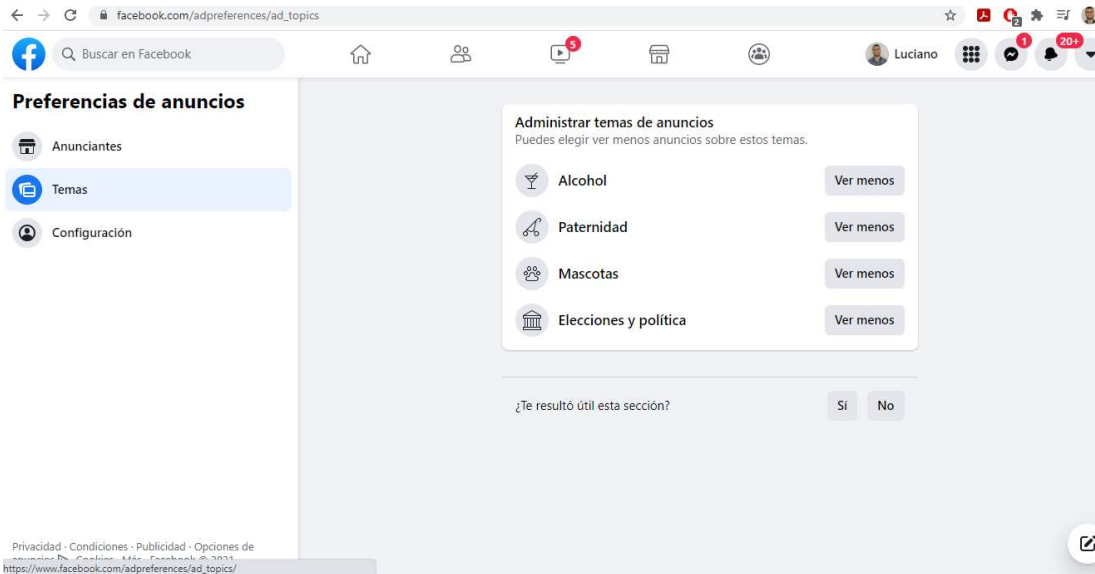 facebook.com/adpreferences/ad_topics
2
Buscar en Facebook
5
Luciano
1
20+
Preferencias de anuncios
Anunciantes
Temas
Configuración
Administrar temas de anuncios
Puedes elegir ver menos anuncios sobre estos temas.
Alcohol
Ver menos
Paternidad
Ver menos
Mascotas
Ver menos
Elecciones y política
Ver menos
¿Te resultó útil esta sección?
Sí
No
Privacidad · Condiciones · Publicidad · Opciones de
https://www.facebook.com/adpreferences/ad_topics/